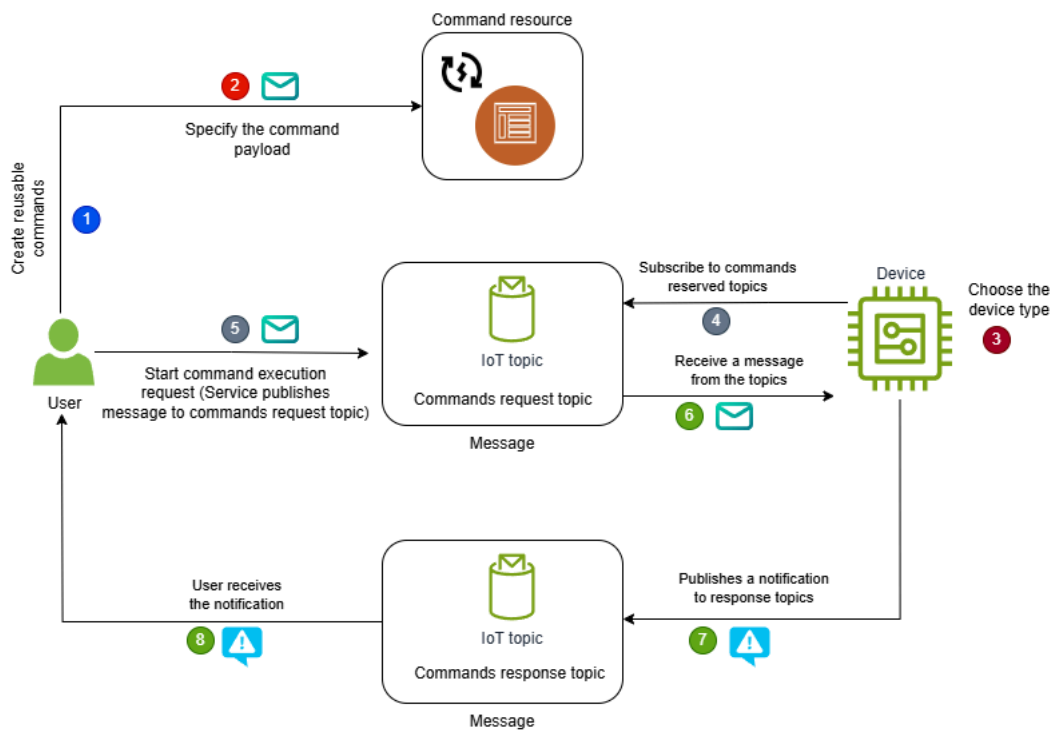 Command resource
2
Specify the command
payload
Create reusable
commands
1
Subscribe to commands
reserved topics
4
Device
Choose the
device type
3
5
Start command execution
request (Service publishes
message to commands request topic)
User
IoT topic
Commands request topic
Message
Receive a message
from the topics
6
User receives
the notification
8
IoT topic
Commands response topic
Message
Publishes a notification
to response topics
7